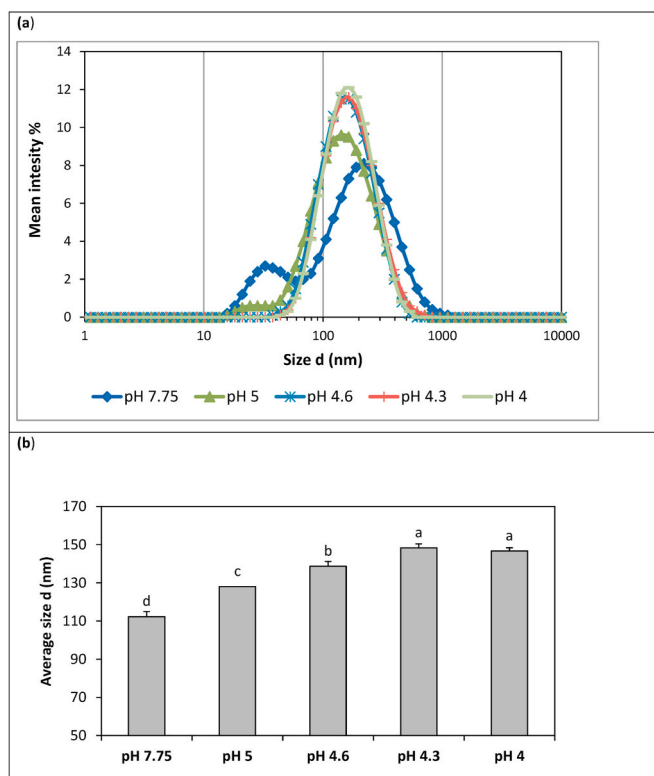 (a)
14
12
10
8
6
4
2
0
Mean intesity %
1 10 100 1000 10000
Size d (nm)
pH 7.75 pH 5 pH 4.6 pH 4.3 pH 4
(b)
170
150
130
110
90
70
50
Average size d (nm)
d c b a a
pH 7.75 pH 5 pH 4.6 pH 4.3 pH 4